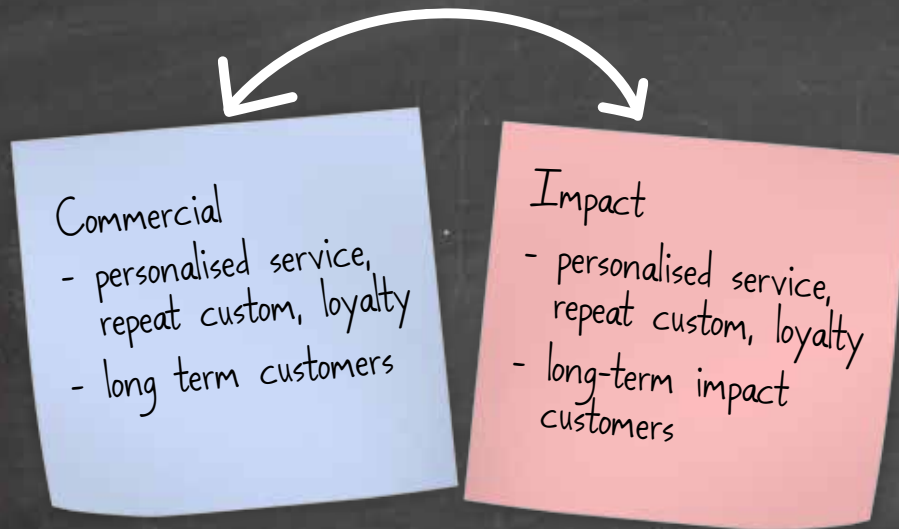 Commercial
- personalised service,
repeat custom, loyalty
- long term customers
Impact
- personalised service,
repeat custom, loyalty
- long-term impact
customers